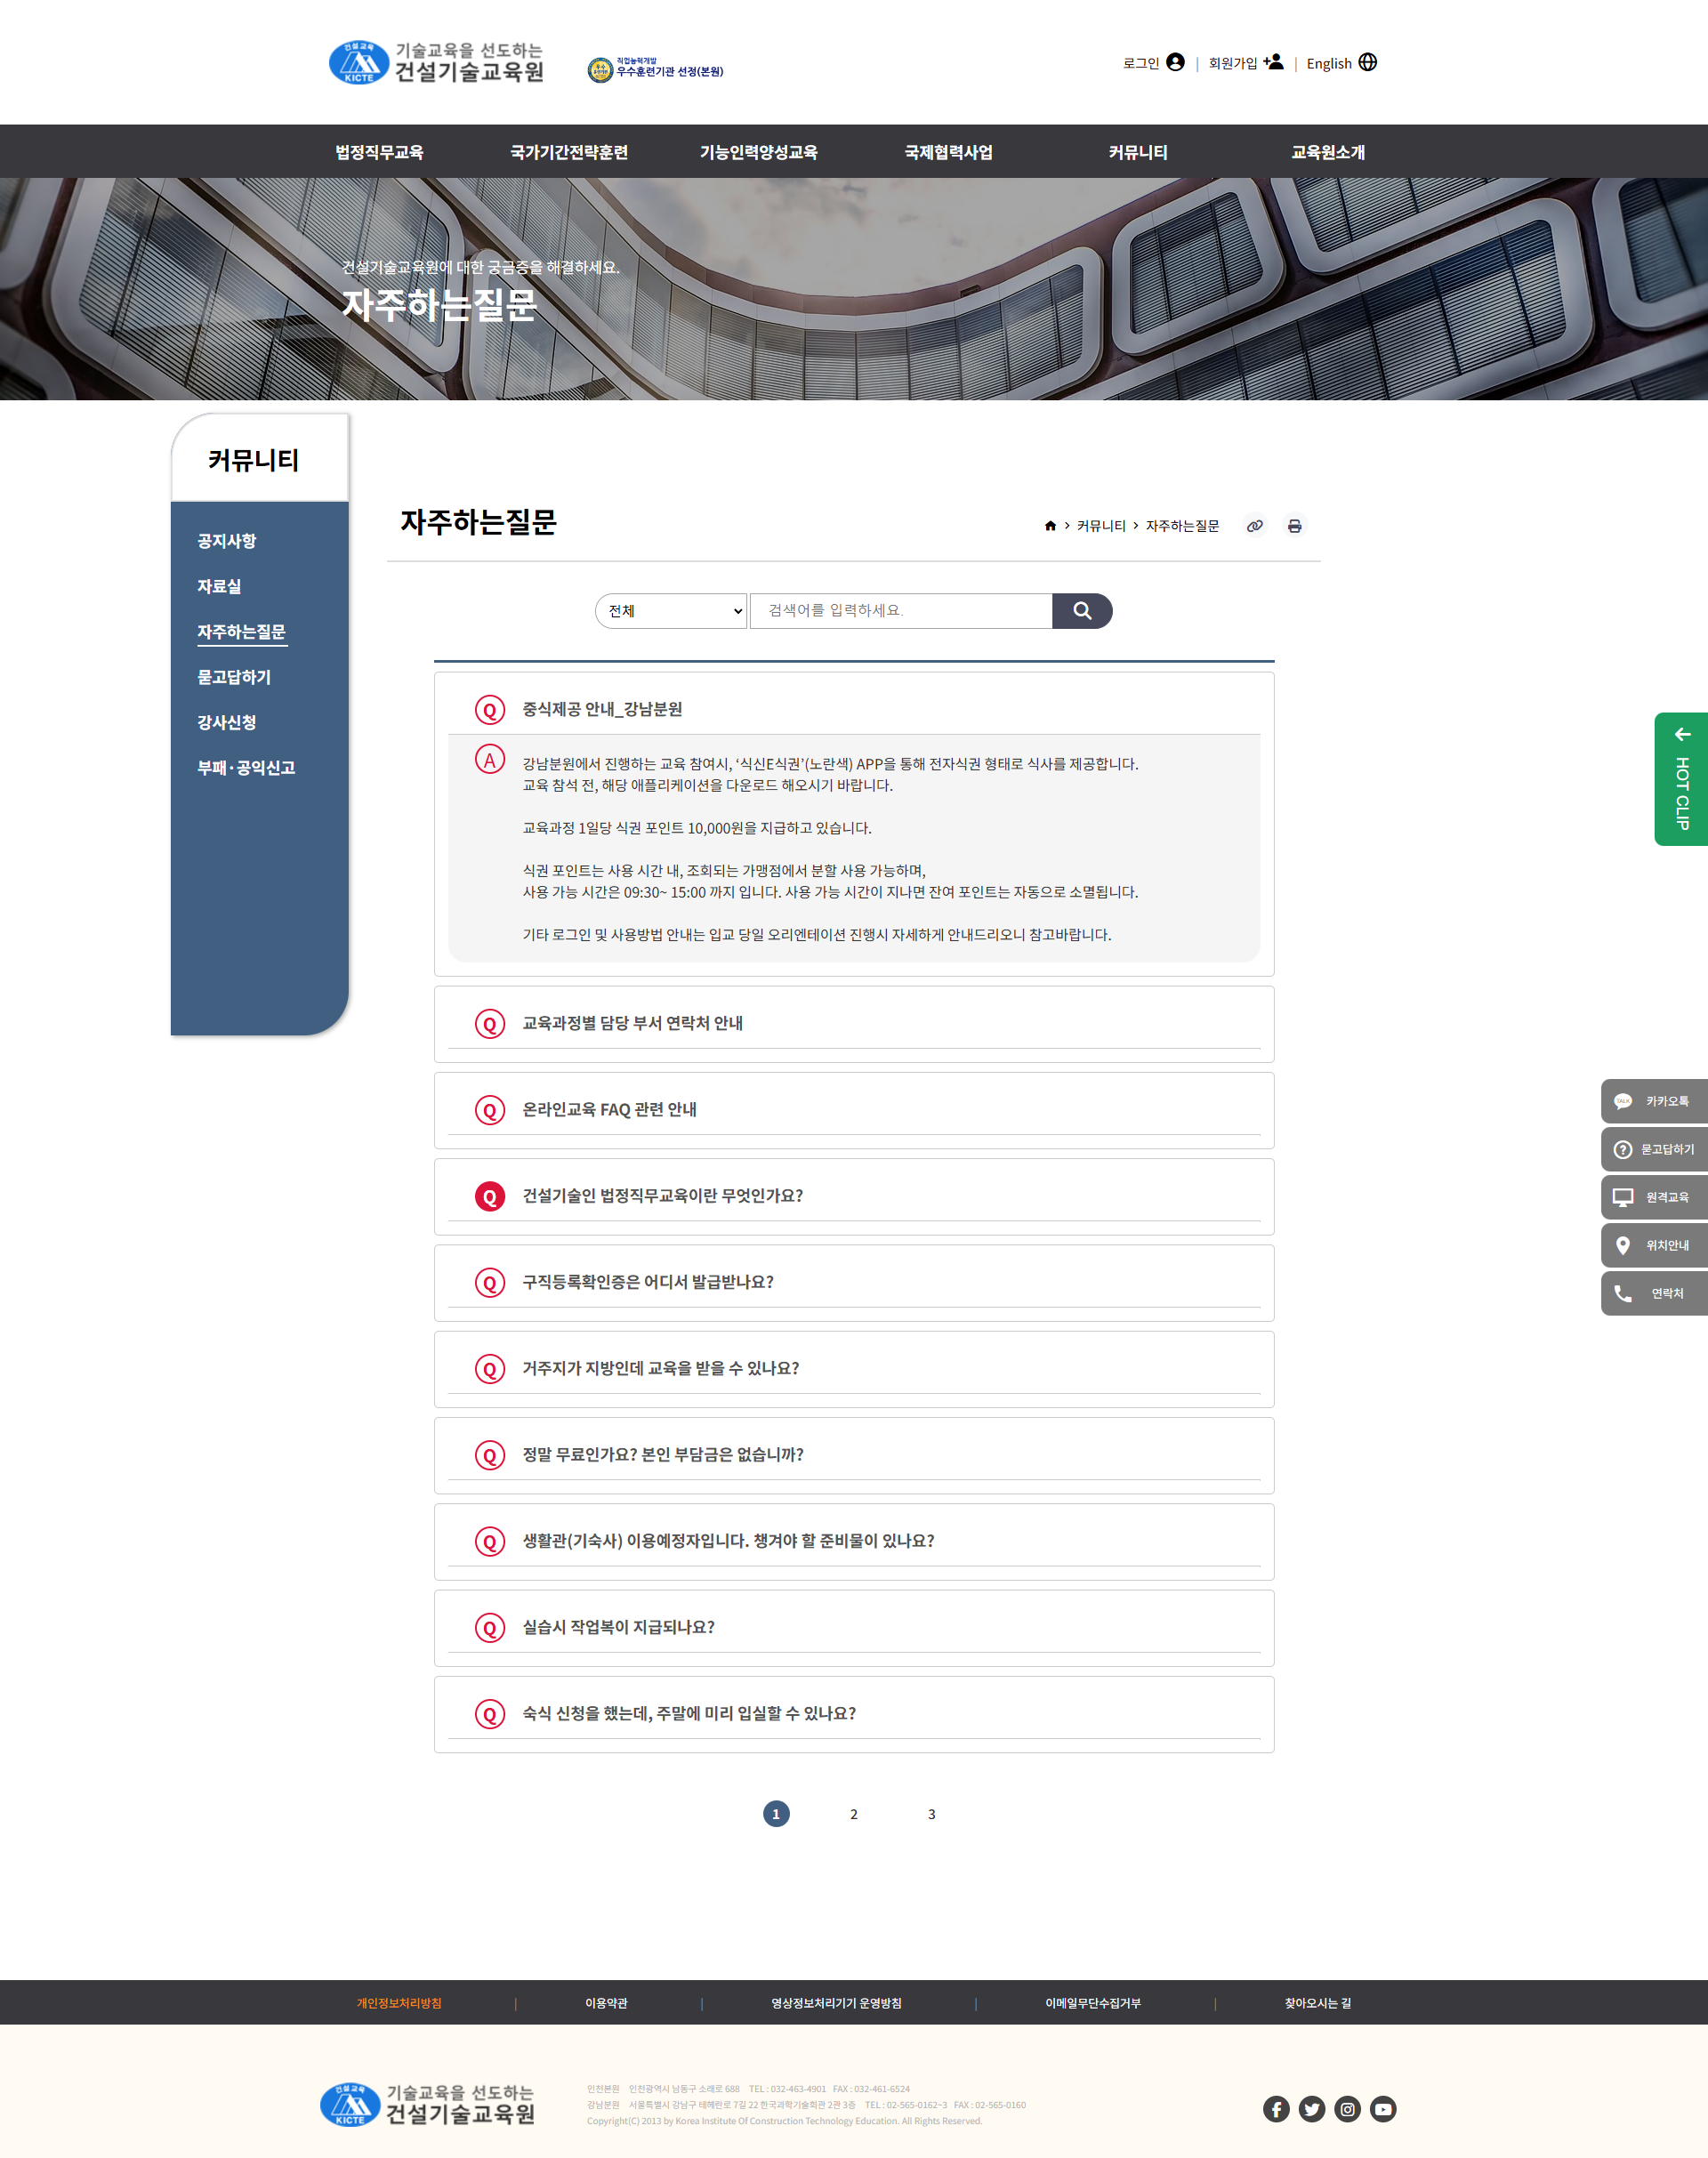 건설교육
KICTE
기술교육을 선도하는
건설기술교육원
직업능력개발
우수훈련기관 선정(본원)
로그인 | 회원가입 | English
법정직무교육 국가기간전략훈련 기능인력양성교육 국제협력사업 커뮤니티 교육원소개
건설기술교육원에 대한 궁금증을 해결하세요.
자주하는질문
커뮤니티
공지사항
자료실
자주하는질문
묻고답하기
강사신청
부패·공익신고
자주하는질문
커뮤니티 자주하는질문
전체 검색어를 입력하세요.
Q 중식제공 안내_강남분원
A 강남분원에서 진행하는 교육 참여시, ‘식신E식권’(노란색) APP을 통해 전자식권 형태로 식사를 제공합니다.
교육 참석 전, 해당 애플리케이션을 다운로드 해오시기 바랍니다.
교육과정 1일당 식권 포인트 10,000원을 지급하고 있습니다.
식권 포인트는 사용 시간 내, 조회되는 가맹점에서 분할 사용 가능하며,
사용 가능 시간은 09:30~ 15:00 까지 입니다. 사용 가능 시간이 지나면 잔여 포인트는 자동으로 소멸됩니다.
기타 로그인 및 사용방법 안내는 입교 당일 오리엔테이션 진행시 자세하게 안내드리오니 참고바랍니다.
Q 교육과정별 담당 부서 연락처 안내
Q 온라인교육 FAQ 관련 안내
Q 건설기술인 법정직무교육이란 무엇인가요?
Q 구직등록확인증은 어디서 발급받나요?
Q 거주지가 지방인데 교육을 받을 수 있나요?
Q 정말 무료인가요? 본인 부담금은 없습니까?
Q 생활관(기숙사) 이용예정자입니다. 챙겨야 할 준비물이 있나요?
Q 실습시 작업복이 지급되나요?
Q 숙식 신청을 했는데, 주말에 미리 입실할 수 있나요?
1 2 3
HOT CLIP
TALK 카카오톡
묻고답하기
원격교육
위치안내
연락처
개인정보처리방침 | 이용약관 | 영상정보처리기기 운영방침 | 이메일무단수집거부 | 찾아오시는 길
건설교육
KICTE
기술교육을 선도하는
건설기술교육원
인천본원 인천광역시 남동구 소래로 688 TEL : 032-463-4901 FAX : 032-461-6524
강남분원 서울특별시 강남구 테헤란로 7길 22 한국과학기술회관 2관 3층 TEL : 02-565-0162~3 FAX : 02-565-0160
Copyright(C) 2013 by Korea Institute Of Construction Technology Education. All Rights Reserved.